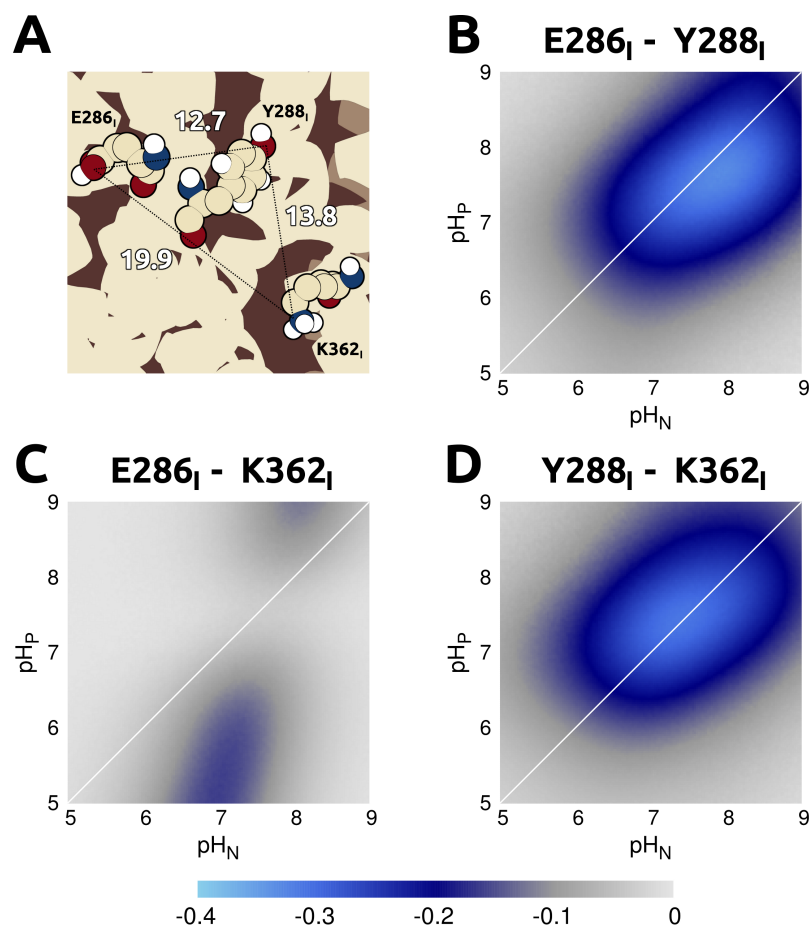 A
E286I
12.7
Y288I
13.8
19.9
K362I
B
E286I - Y288I
9
8
7
6
5
pHP
5 6 7 8 9
pHN
C
E286I - K362I
9
8
7
6
5
pHP
5 6 7 8 9
pHN
D
Y288I - K362I
9
8
7
6
5
pHP
5 6 7 8 9
pHN
-0.4 -0.3 -0.2 -0.1 0